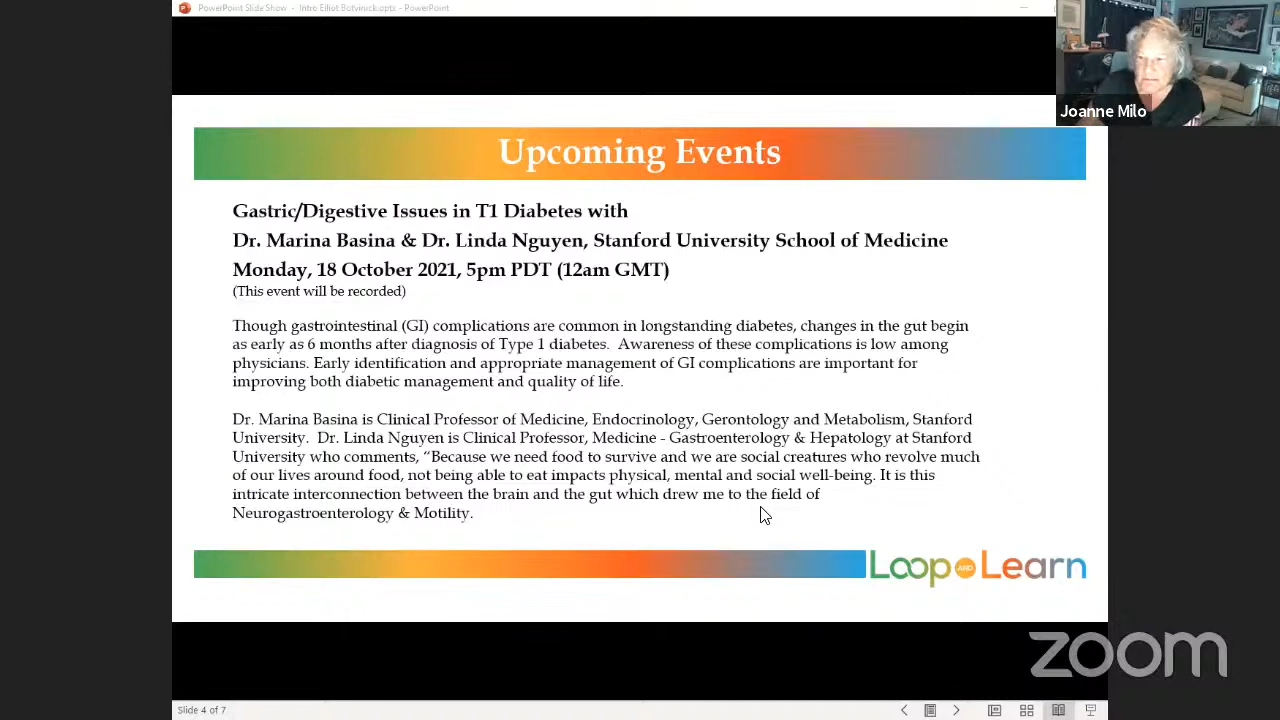 PowerPoint Slide Show - Intro Elliot Botvinick.pptx - PowerPoint
Joanne Milo
Upcoming Events
Gastric/Digestive Issues in T1 Diabetes with
Dr. Marina Basina & Dr. Linda Nguyen, Stanford University School of Medicine
Monday, 18 October 2021, 5pm PDT (12am GMT)
(This event will be recorded)
Though gastrointestinal (GI) complications are common in longstanding diabetes, changes in the gut begin
as early as 6 months after diagnosis of Type 1 diabetes.  Awareness of these complications is low among
physicians. Early identification and appropriate management of GI complications are important for
improving both diabetic management and quality of life.
Dr. Marina Basina is Clinical Professor of Medicine, Endocrinology, Gerontology and Metabolism, Stanford
University.  Dr. Linda Nguyen is Clinical Professor, Medicine - Gastroenterology & Hepatology at Stanford
University who comments, “Because we need food to survive and we are social creatures who revolve much
of our lives around food, not being able to eat impacts physical, mental and social well-being. It is this
intricate interconnection between the brain and the gut which drew me to the field of
Neurogastroenterology & Motility.
Loop AND Learn
zoom
Slide 4 of 7